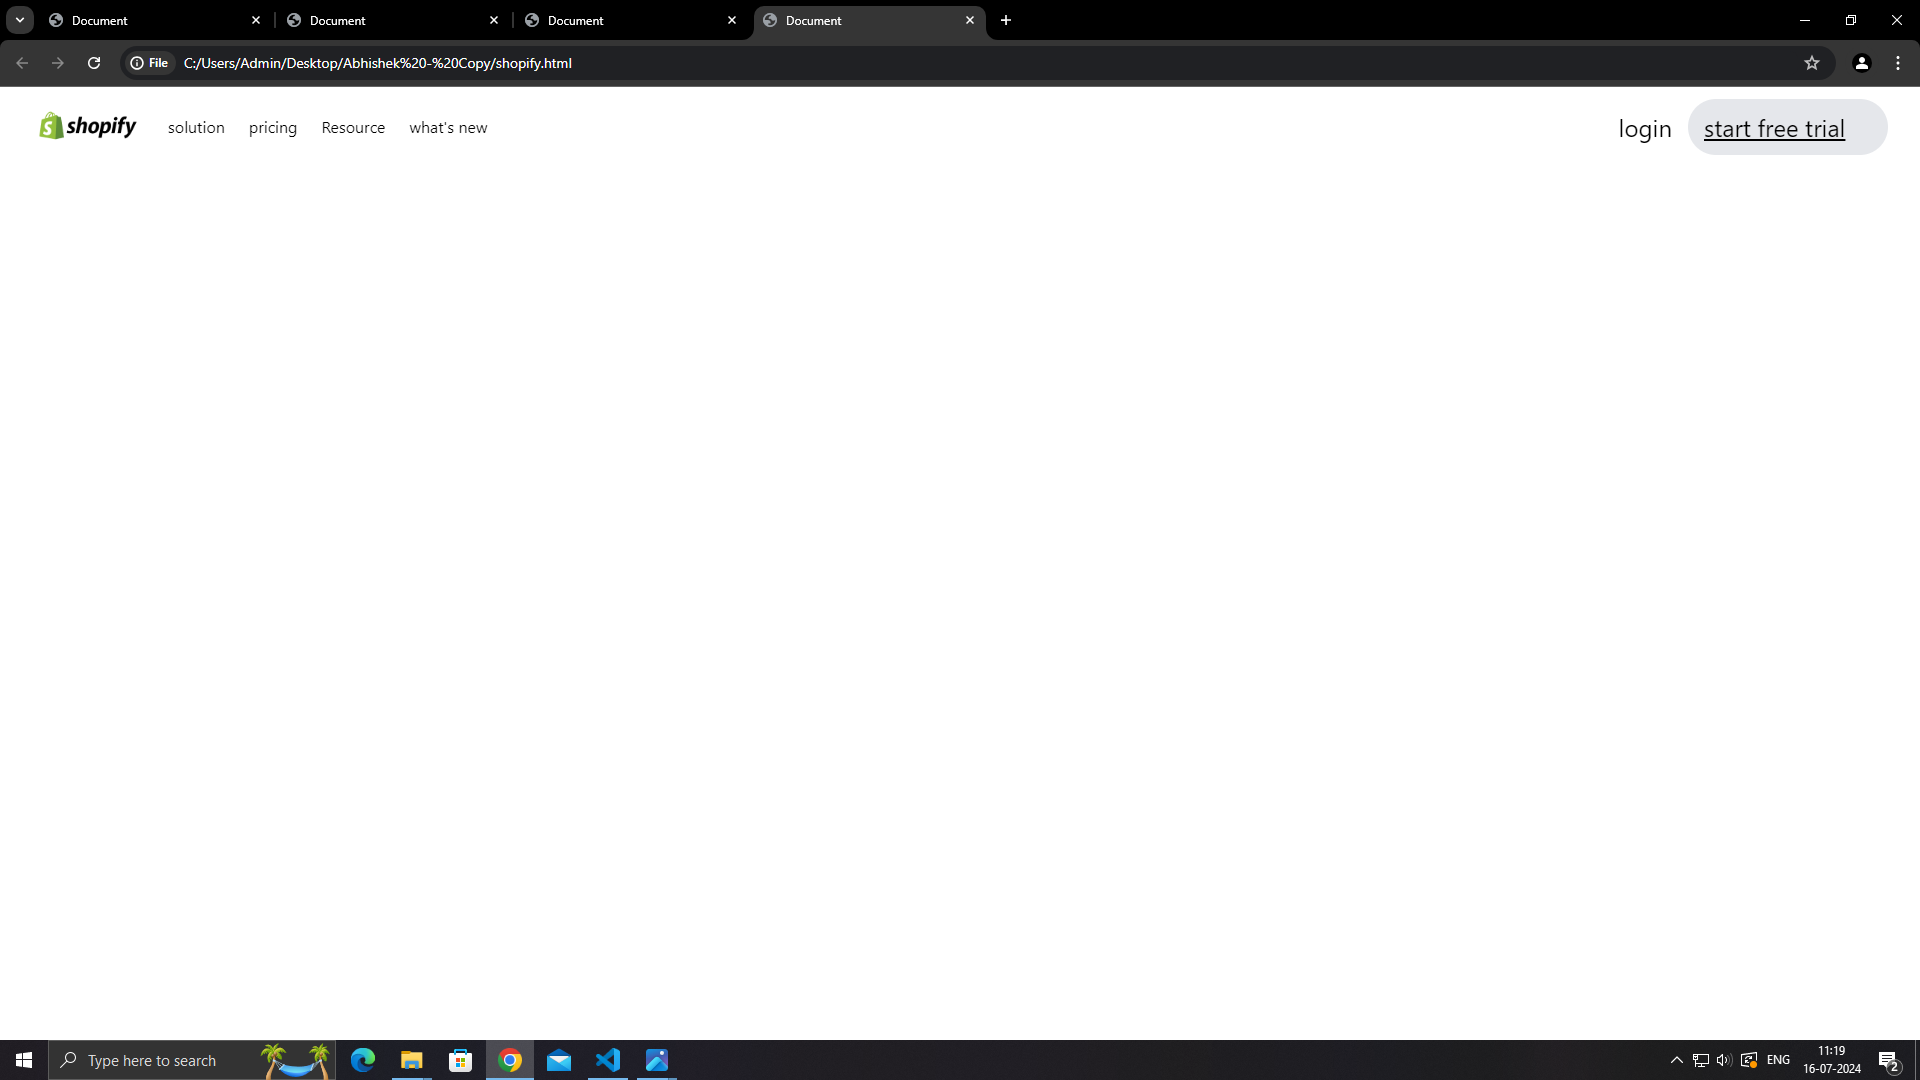 Document Document Document Document
File C:/Users/Admin/Desktop/Abhishek%20-%20Copy/shopify.html
shopify solution pricing Resource what's new login start free trial
Type here to search ENG 11:19
16-07-2024 2